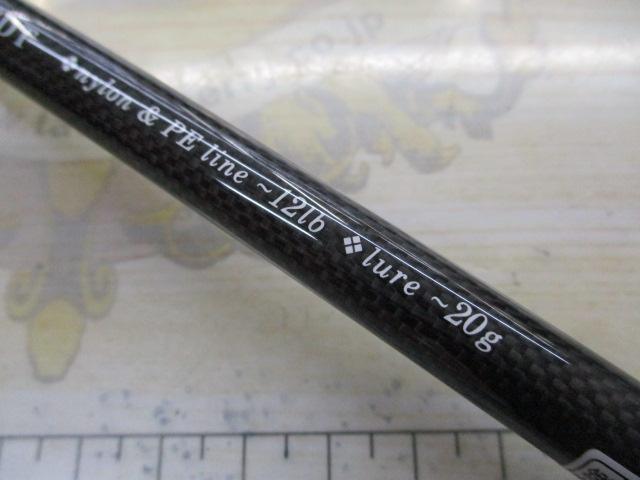 ❖nylon & PE line ~12lb ❖lure ~20g